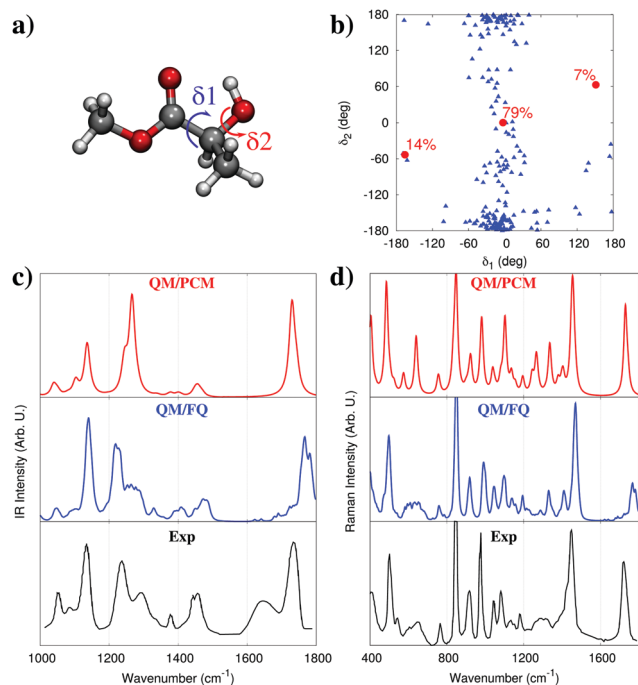 a)
δ1
δ2
b)
180
120
60
0
-60
-120
-180
δ2 (deg)
7%
79%
14%
-180
-120
-60
0
60
120
180
δ1 (deg)
c)
QM/PCM
QM/FQ
Exp
IR Intensity (Arb. U.)
1000
1200
1400
1600
1800
Wavenumber (cm-1)
d)
QM/PCM
QM/FQ
Exp
Raman Intensity (Arb. U.)
400
800
1200
1600
Wavenumber (cm-1)